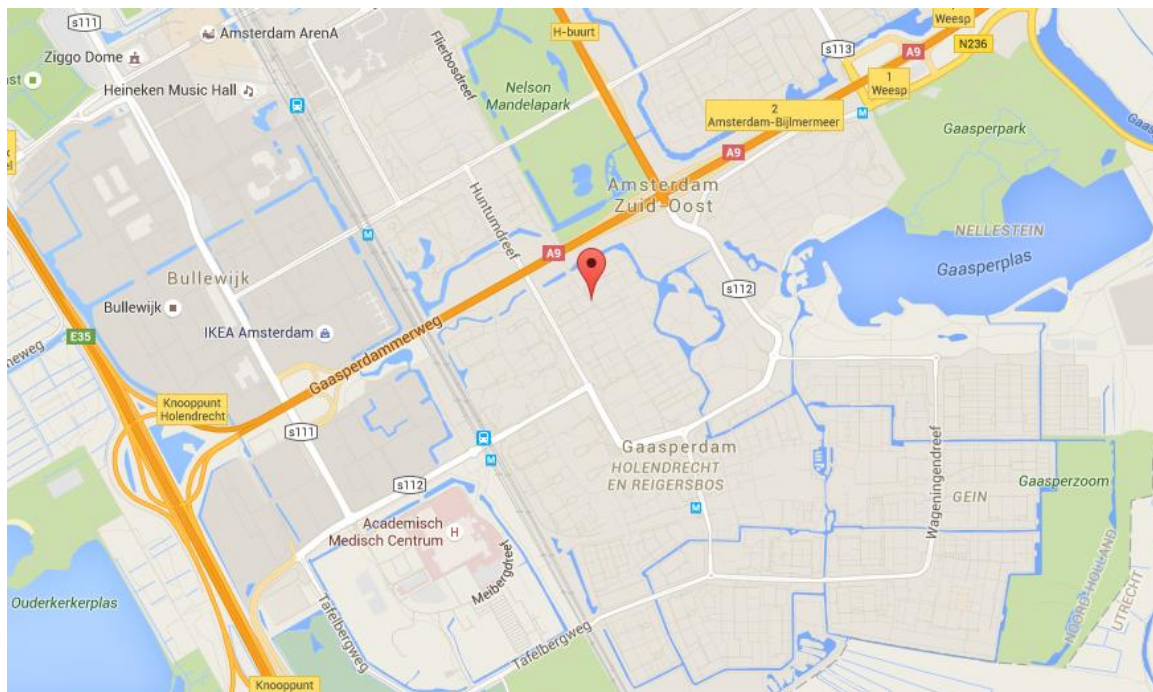 s111
Amsterdam ArenA
Ziggo Dome
Heineken Music Hall
Flierbosdreef
H-buurt
Nelson
Mandelapark
s113
A9
Weesp
N236
1
Weesp
2
Amsterdam-Bijlmermeer
M
Gaasperpark
A9
Amsterdam
Zuid-Oost
Huntumdreef
NELLESTEIN
Gaasperplas
M
A9
Bullewijk
s112
Bullewijk
IKEA Amsterdam
E35
Gaasperdammerweg
Knooppunt
Holendrecht
s111
M
Gaasperdam
HOLENDRECHT
EN REIGERSBOS
s112
Wageningendreef
GEIN
Gaasperzoom
M
Academisch
Medisch Centrum
H
Meibergdreef
Ouderkerkerplas
Tafelbergweg
Tafelbergweg
NOORD-HOLLAND
UTRECHT
Knooppunt